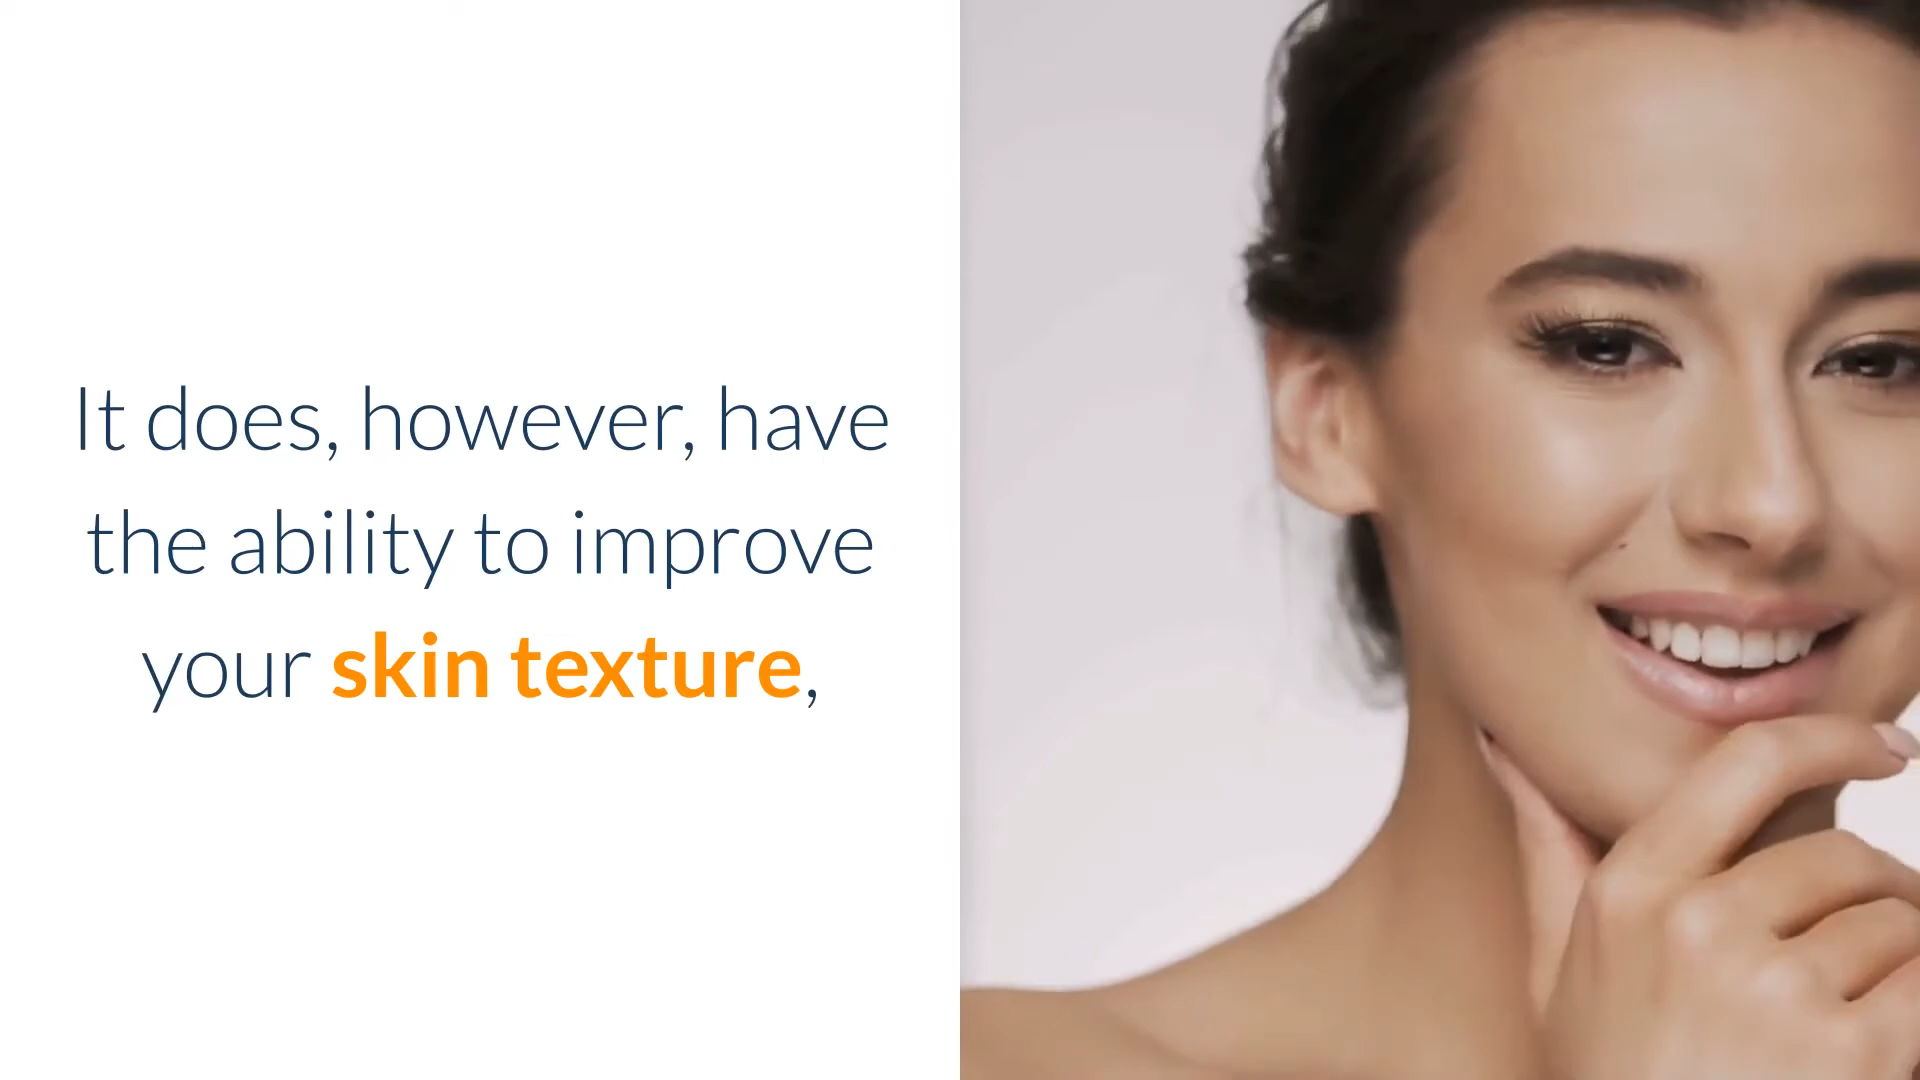 It does, however, have
the ability to improve
your skin texture,